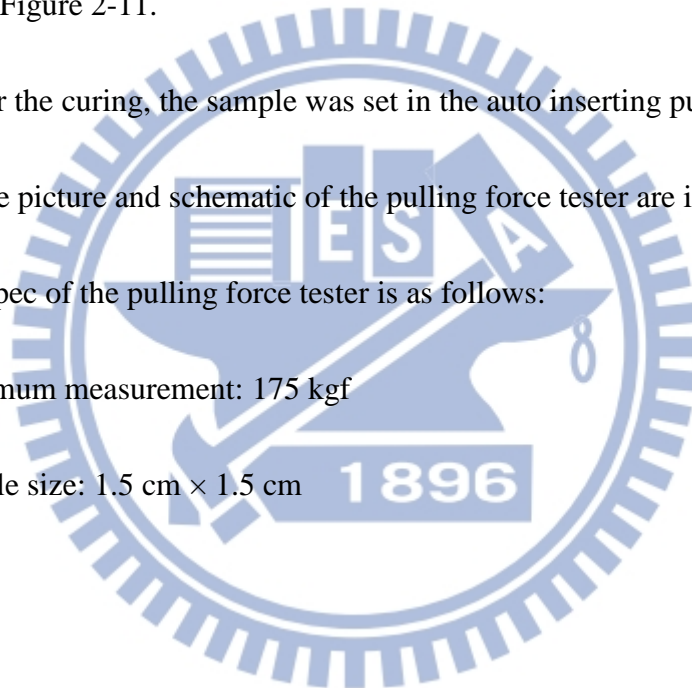 Figure 2-11.
r the curing, the sample was set in the auto inserting pu
e picture and schematic of the pulling force tester are i
pec of the pulling force tester is as follows:
mum measurement: 175 kgf
le size: 1.5 cm × 1.5 cm
E S A
1896